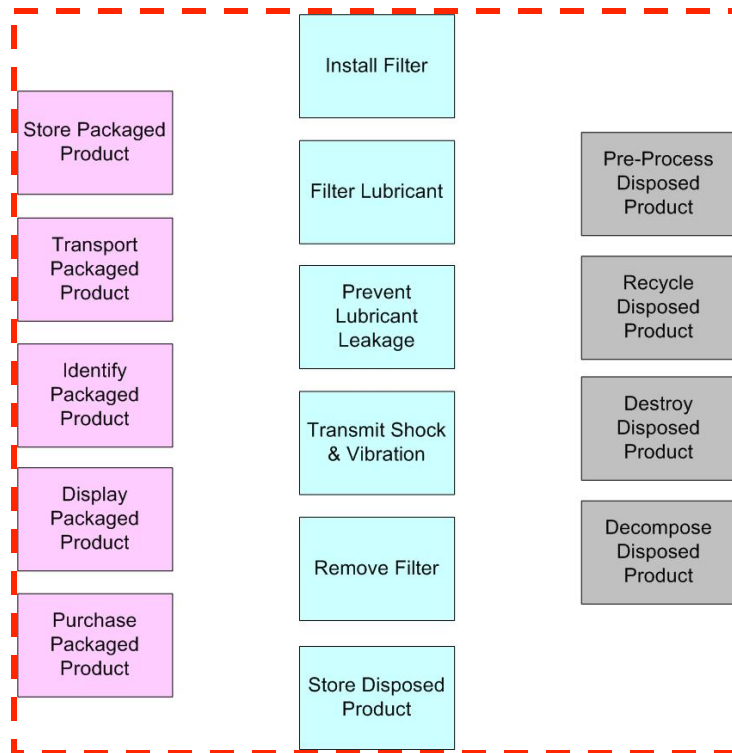 Store Packaged
Product
Transport
Packaged
Product
Identify
Packaged
Product
Display
Packaged
Product
Purchase
Packaged
Product
Install Filter
Filter Lubricant
Prevent
Lubricant
Leakage
Transmit Shock
& Vibration
Remove Filter
Store Disposed
Product
Pre-Process
Disposed
Product
Recycle
Disposed
Product
Destroy
Disposed
Product
Decompose
Disposed
Product